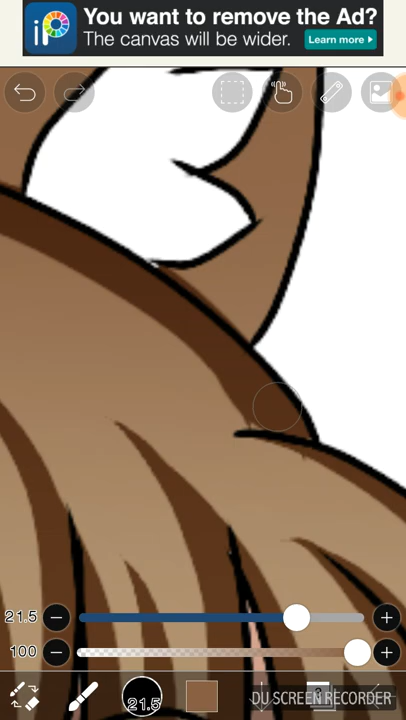 iP
You want to remove the Ad?
The canvas will be wider.
Learn more
21.5
100
21.5
DU SCREEN RECORDER